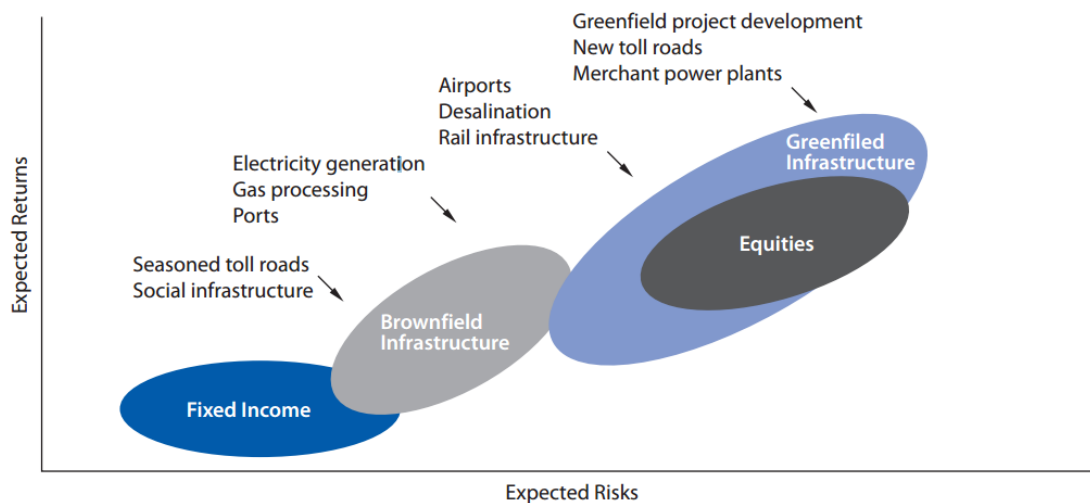 Greenfield project development
New toll roads
Merchant power plants
Airports
Desalination
Rail infrastructure
Greenfiled
Infrastructure
Electricity generation
Gas processing
Ports
Equities
Seasoned toll roads
Social infrastructure
Brownfield
Infrastructure
Fixed Income
Expected Returns
Expected Risks